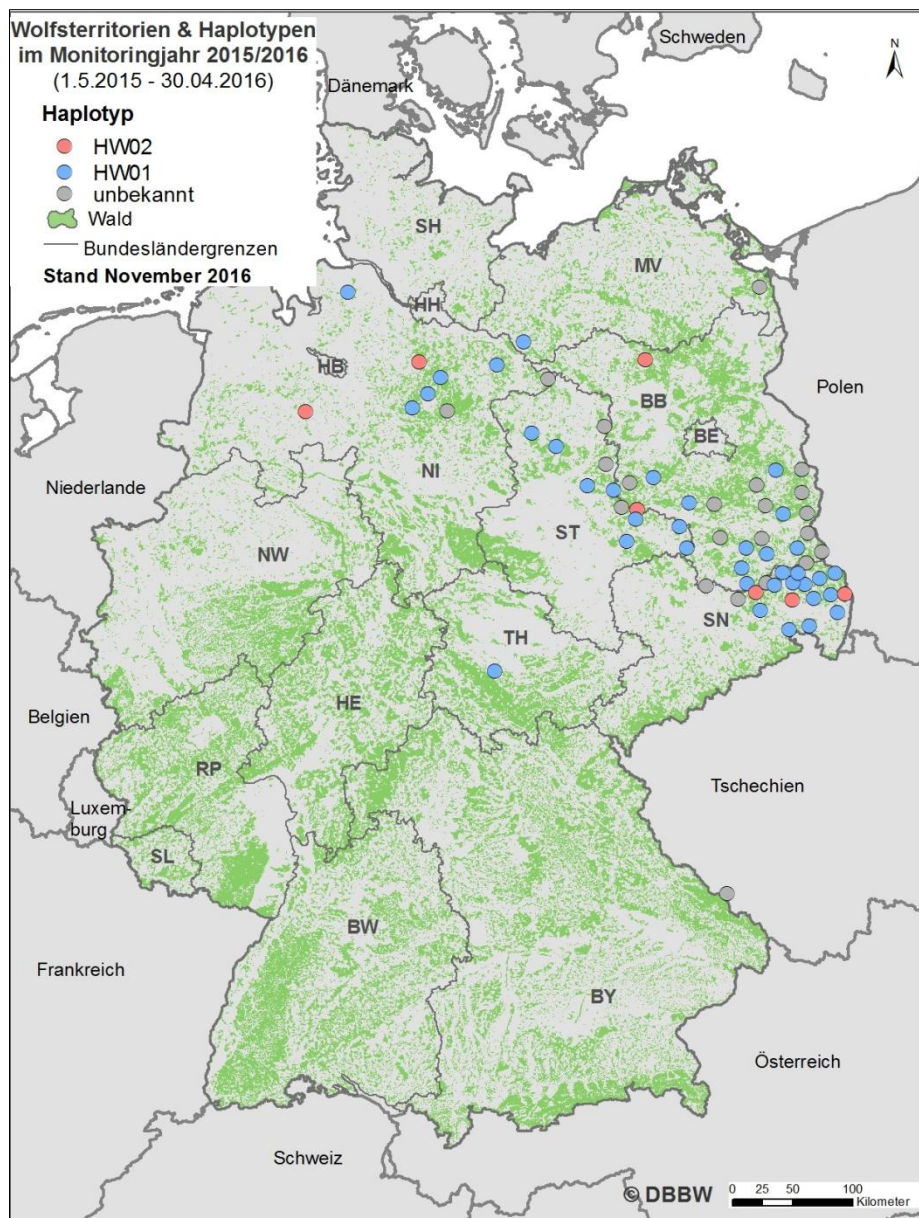 Wolfsterritorien & Haplotypen
im Monitoringjahr 2015/2016
(1.5.2015 - 30.04.2016)
Haplotyp
HW02
HW01
unbekannt
Wald
Bundesländergrenzen
Stand November 2016
Schweden
N
Dänemark
SH
MV
HH
HB
Polen
BB
BE
NI
Niederlande
ST
NW
SN
TH
HE
Belgien
RP
Tschechien
Luxem-
burg
SL
BW
Frankreich
BY
Österreich
Schweiz
© DBBW
0 25 50 100
Kilometer